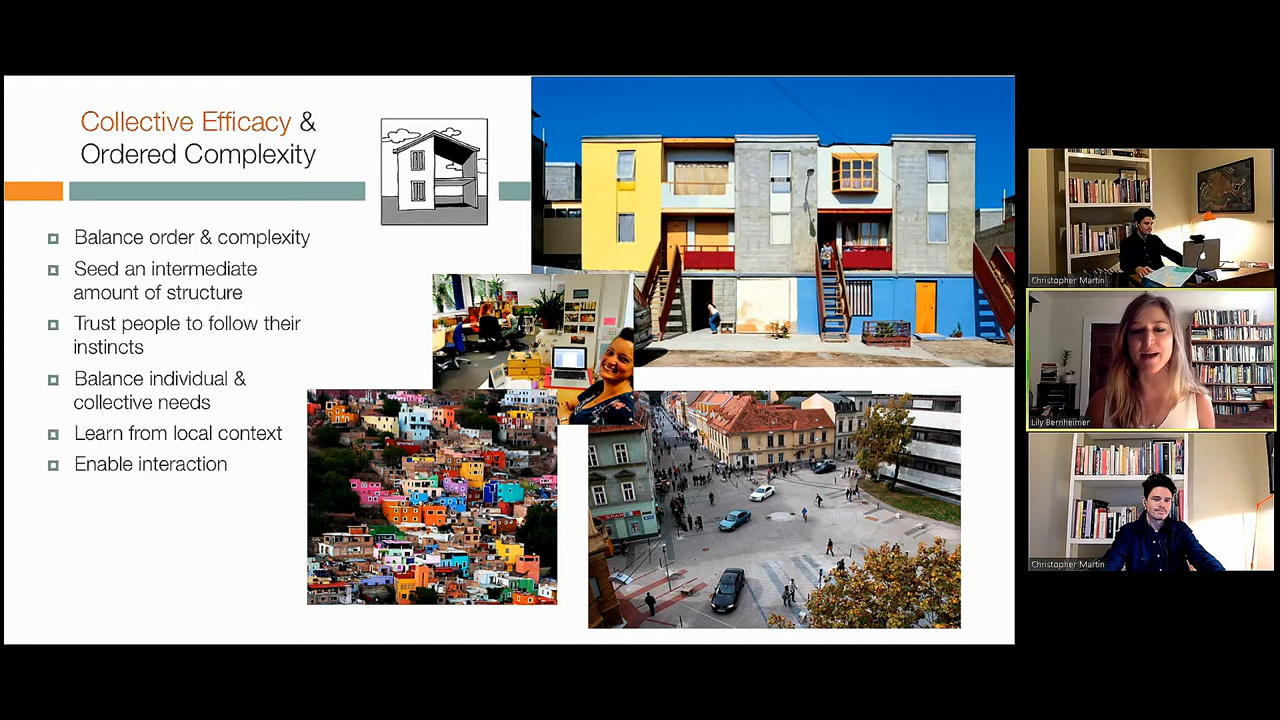 Collective Efficacy &
Ordered Complexity
Balance order & complexity
Seed an intermediate
amount of structure
Trust people to follow their
instincts
Balance individual &
collective needs
Learn from local context
Enable interaction
Christopher Martin
Lily Bernheimer
Christopher Martin